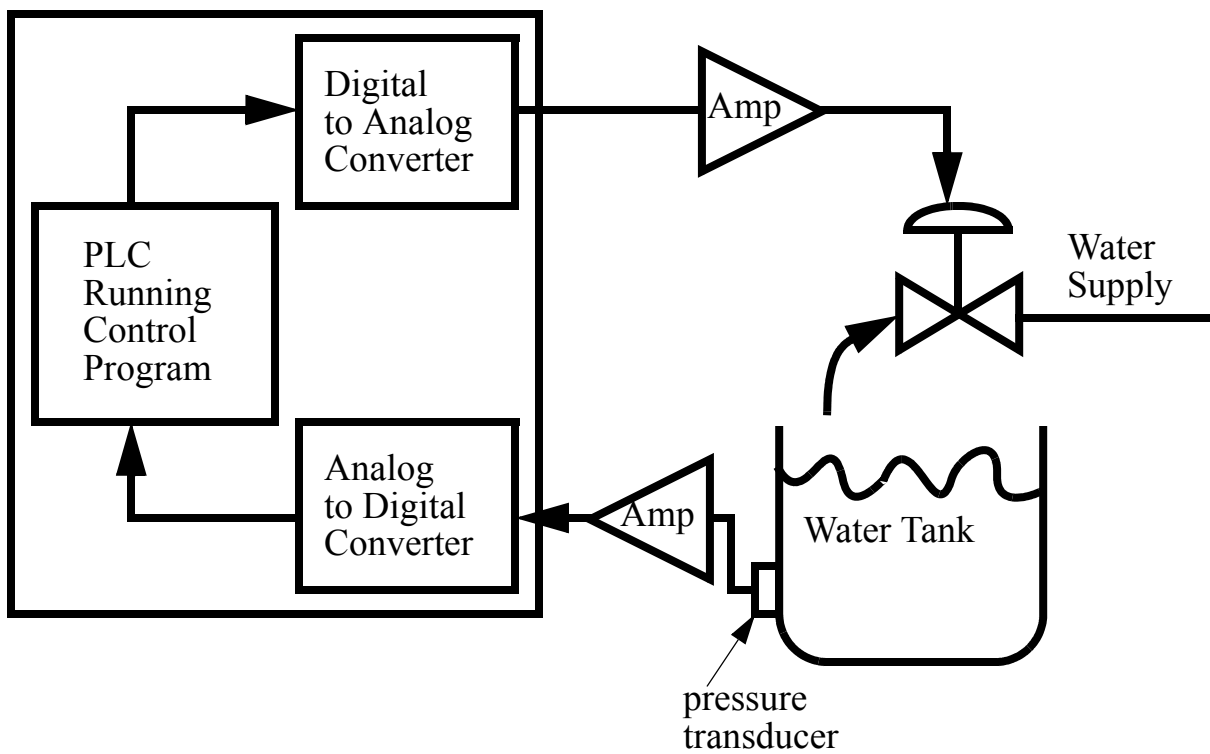 Digital
to Analog
Converter
Amp
PLC
Running
Control
Program
Water
Supply
Analog
to Digital
Converter
Amp
Water Tank
pressure
transducer